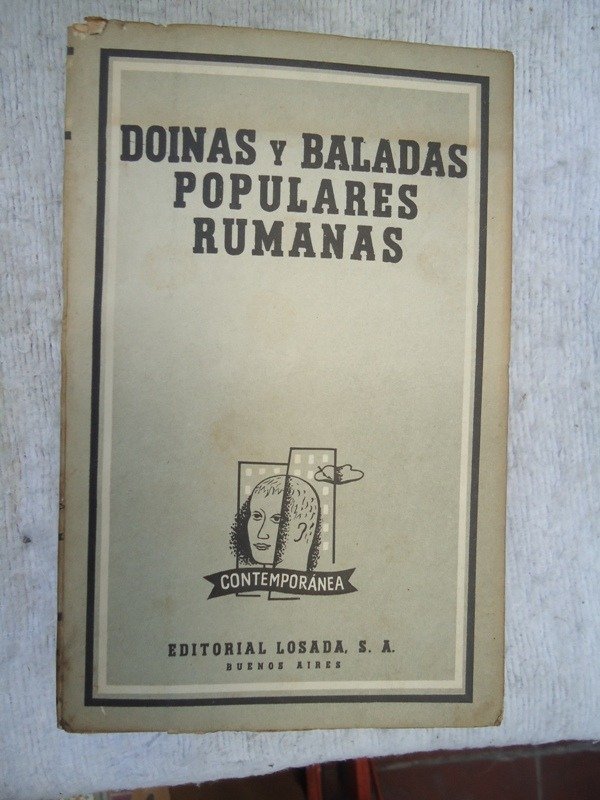 DOINAS Y BALADAS
POPULARES
RUMANAS
CONTEMPORÁNEA
EDITORIAL LOSADA, S. A.
BUENOS AIRES